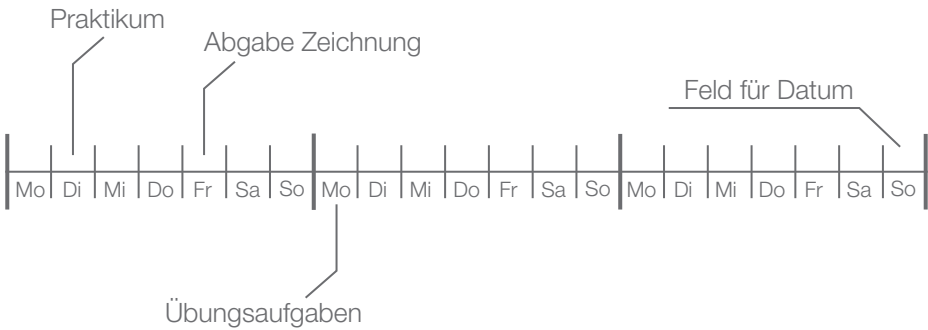 Praktikum
Abgabe Zeichnung
Feld für Datum
Mo Di Mi Do Fr Sa So Mo Di Mi Do Fr Sa So Mo Di Mi Do Fr Sa So
Übungsaufgaben